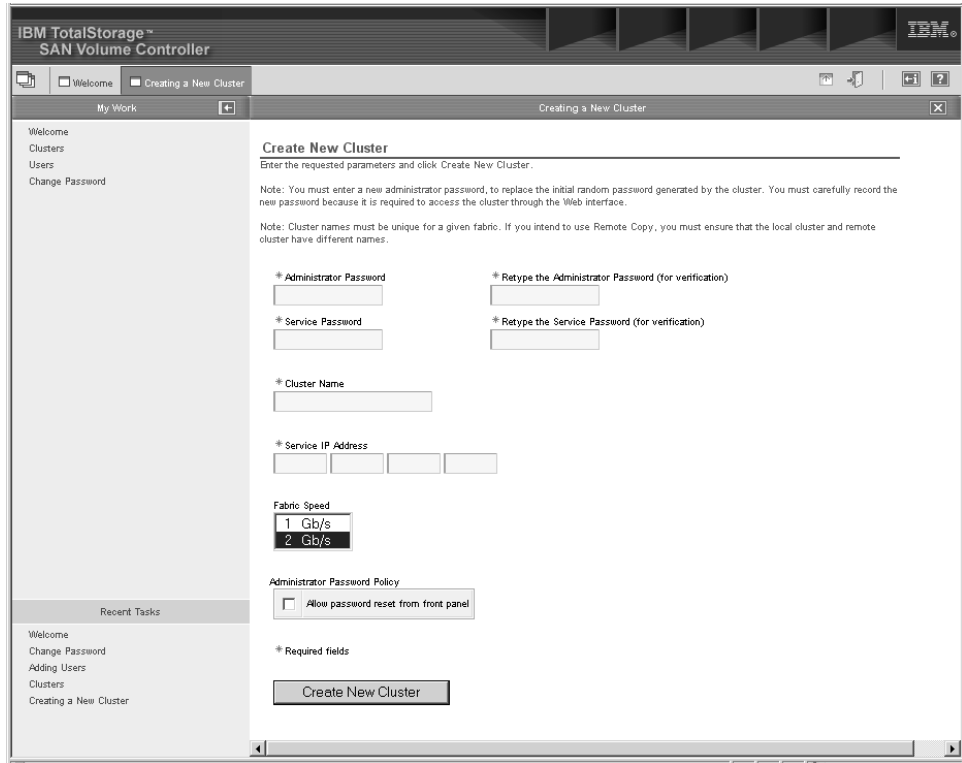 IBM TotalStorage™
SAN Volume Controller
IBM®
Welcome
Creating a New Cluster
?
My Work
Creating a New Cluster
Welcome
Clusters
Users
Change Password
Create New Cluster
Enter the requested parameters and click Create New Cluster.
Note: You must enter a new administrator password, to replace the initial random password generated by the cluster. You must carefully record the
new password because it is required to access the cluster through the Web interface.
Note: Cluster names must be unique for a given fabric. If you intend to use Remote Copy, you must ensure that the local cluster and remote
cluster have different names.
* Administrator Password
* Retype the Administrator Password (for verification)
* Service Password
* Retype the Service Password (for verification)
* Cluster Name
* Service IP Address
Fabric Speed
1 Gb/s
2 Gb/s
Administrator Password Policy
Allow password reset from front panel
* Required fields
Create New Cluster
Recent Tasks
Welcome
Change Password
Adding Users
Clusters
Creating a New Cluster